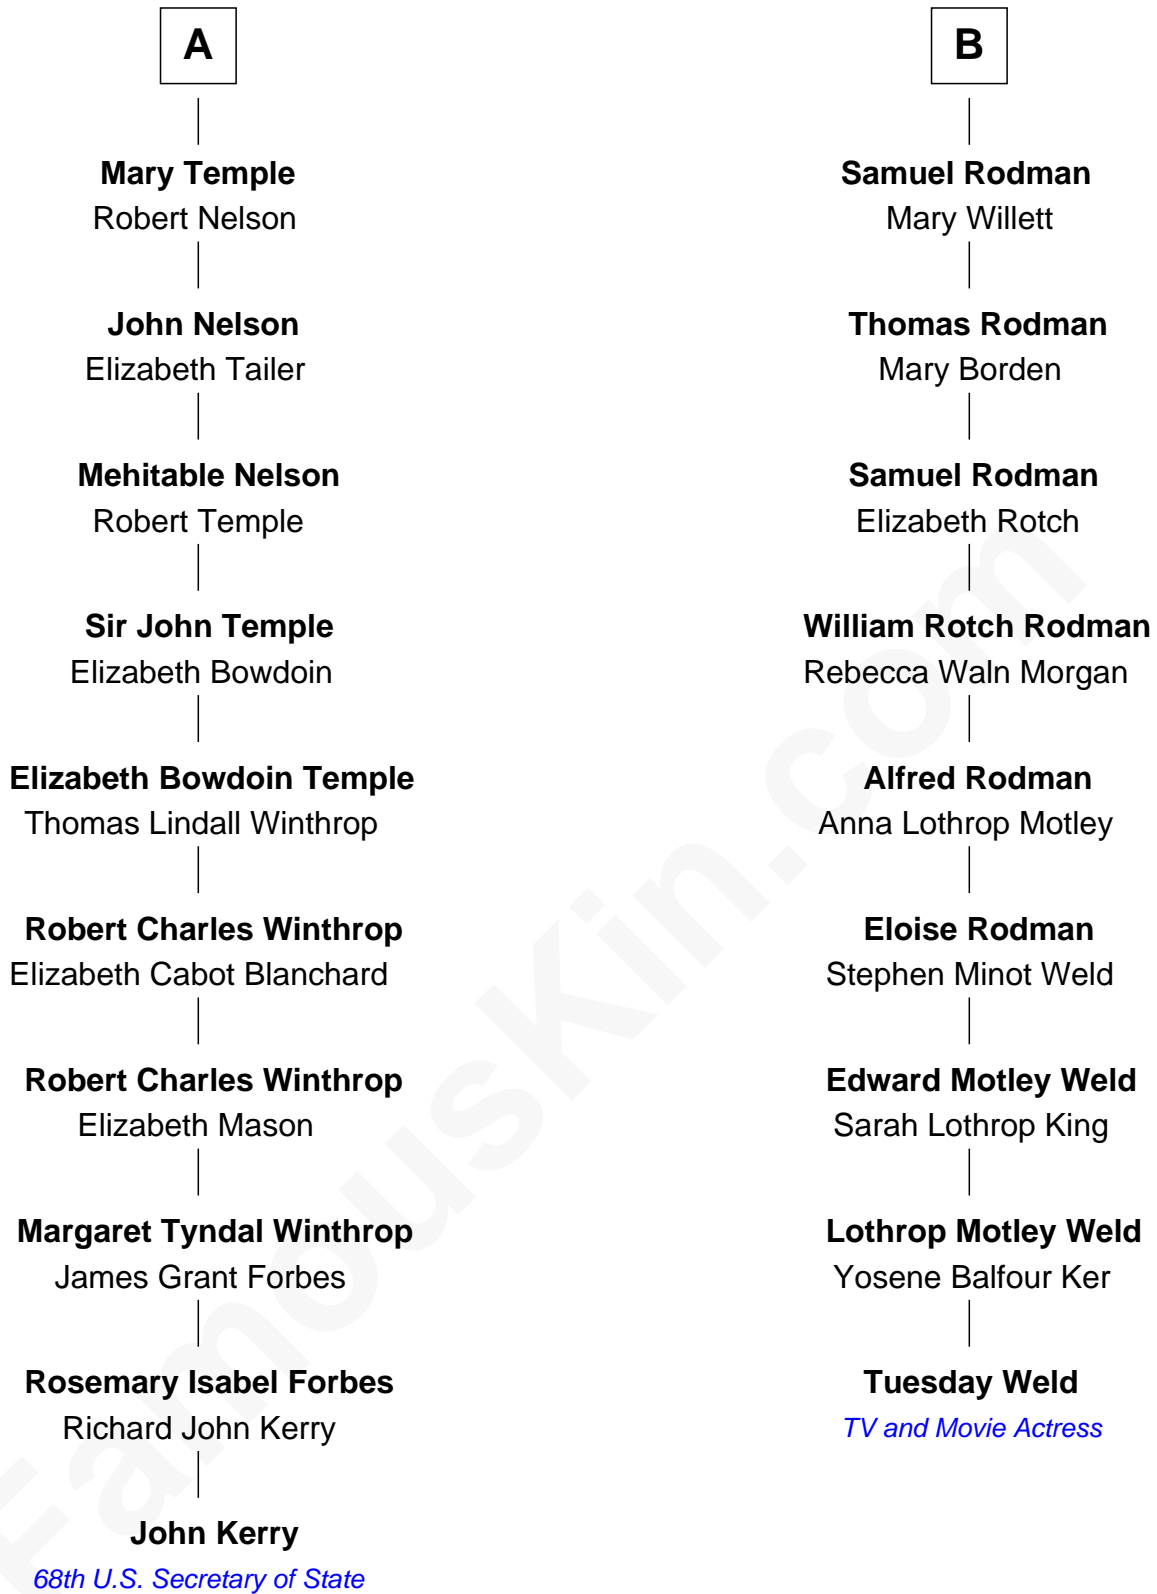 A
Mary Temple
Robert Nelson
John Nelson
Elizabeth Tailer
Mehitable Nelson
Robert Temple
Sir John Temple
Elizabeth Bowdoin
Elizabeth Bowdoin Temple
Thomas Lindall Winthrop
Robert Charles Winthrop
Elizabeth Cabot Blanchard
Robert Charles Winthrop
Elizabeth Mason
Margaret Tyndal Winthrop
James Grant Forbes
Rosemary Isabel Forbes
Richard John Kerry
John Kerry
68th U.S. Secretary of State
B
Samuel Rodman
Mary Willett
Thomas Rodman
Mary Borden
Samuel Rodman
Elizabeth Rotch
William Rotch Rodman
Rebecca Waln Morgan
Alfred Rodman
Anna Lothrop Motley
Eloise Rodman
Stephen Minot Weld
Edward Motley Weld
Sarah Lothrop King
Lothrop Motley Weld
Yosene Balfour Ker
Tuesday Weld
TV and Movie Actress
FamousKin.com